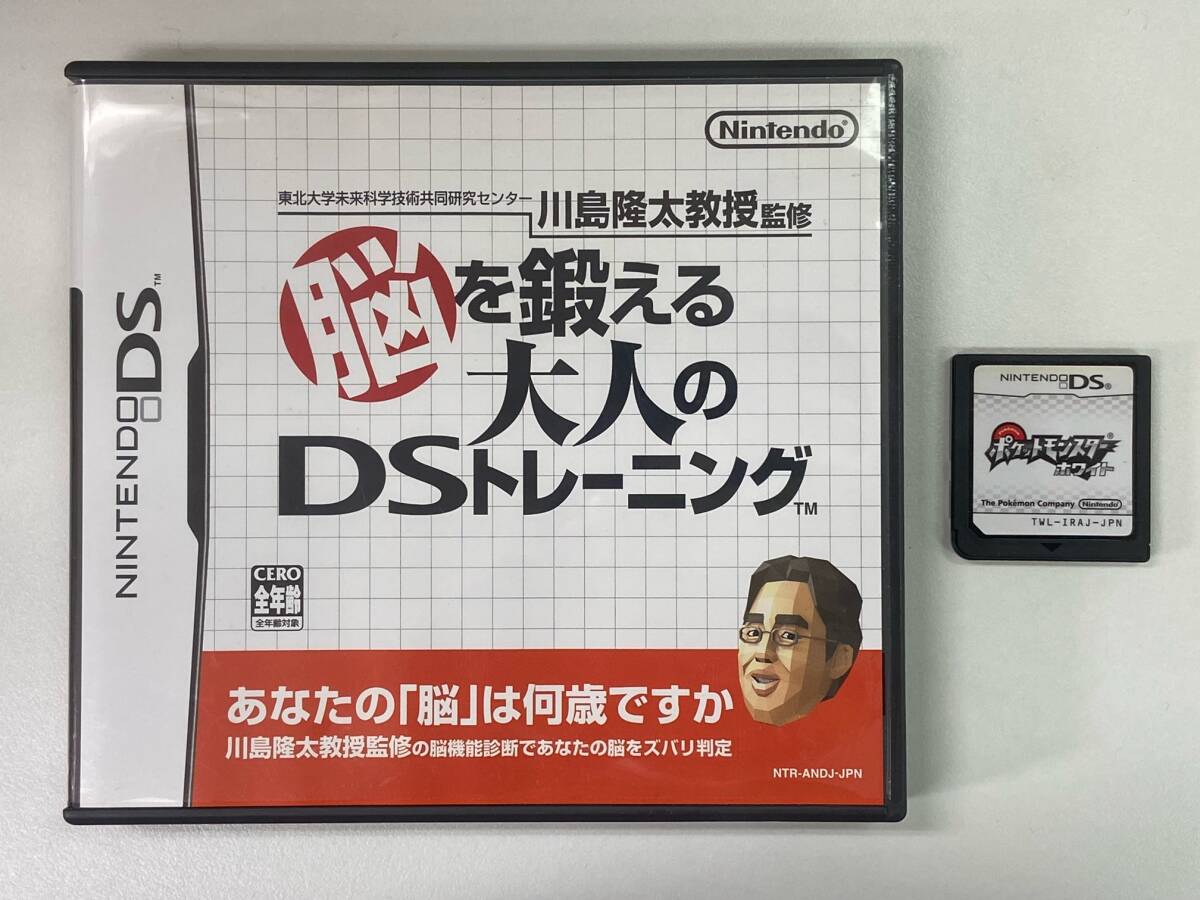 Nintendo®
東北大学未来科学技術共同研究センター
川島隆太教授監修
脳を鍛える
大人の
DSトレーニング™
NINTENDO DS™
CERO
全年齢
全年齢対象
あなたの「脳」は何歳ですか
川島隆太教授監修の脳機能診断であなたの脳をズバリ判定
NTR-ANDJ-JPN
NINTENDO DS®
ポケットモンスター®
ホワイト
The Pokémon Company Nintendo
TWL-IRAJ-JPN